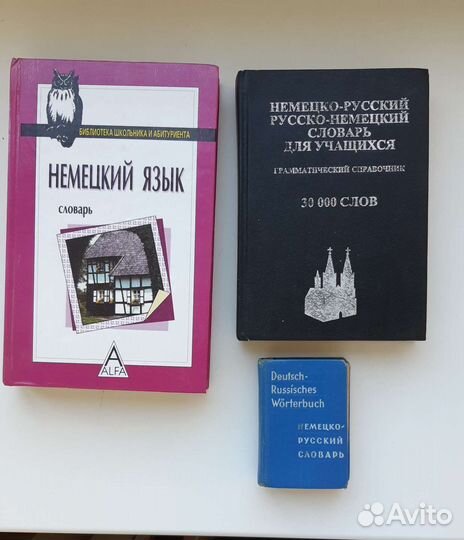 БИБЛИОТЕКА ШКОЛЬНИКА И АБИТУРИЕНТА
НЕМЕЦКИЙ ЯЗЫК
словарь
A
ALFA
НЕМЕЦКО-РУССКИЙ
РУССКО-НЕМЕЦКИЙ
СЛОВАРЬ
ДЛЯ УЧАЩИХСЯ
ГРАММАТИЧЕСКИЙ СПРАВОЧНИК
30 000 СЛОВ
Deutsch-
Russisches
Wörterbuch
НЕМЕЦКО-
РУССКИЙ
СЛОВАРЬ
Avito